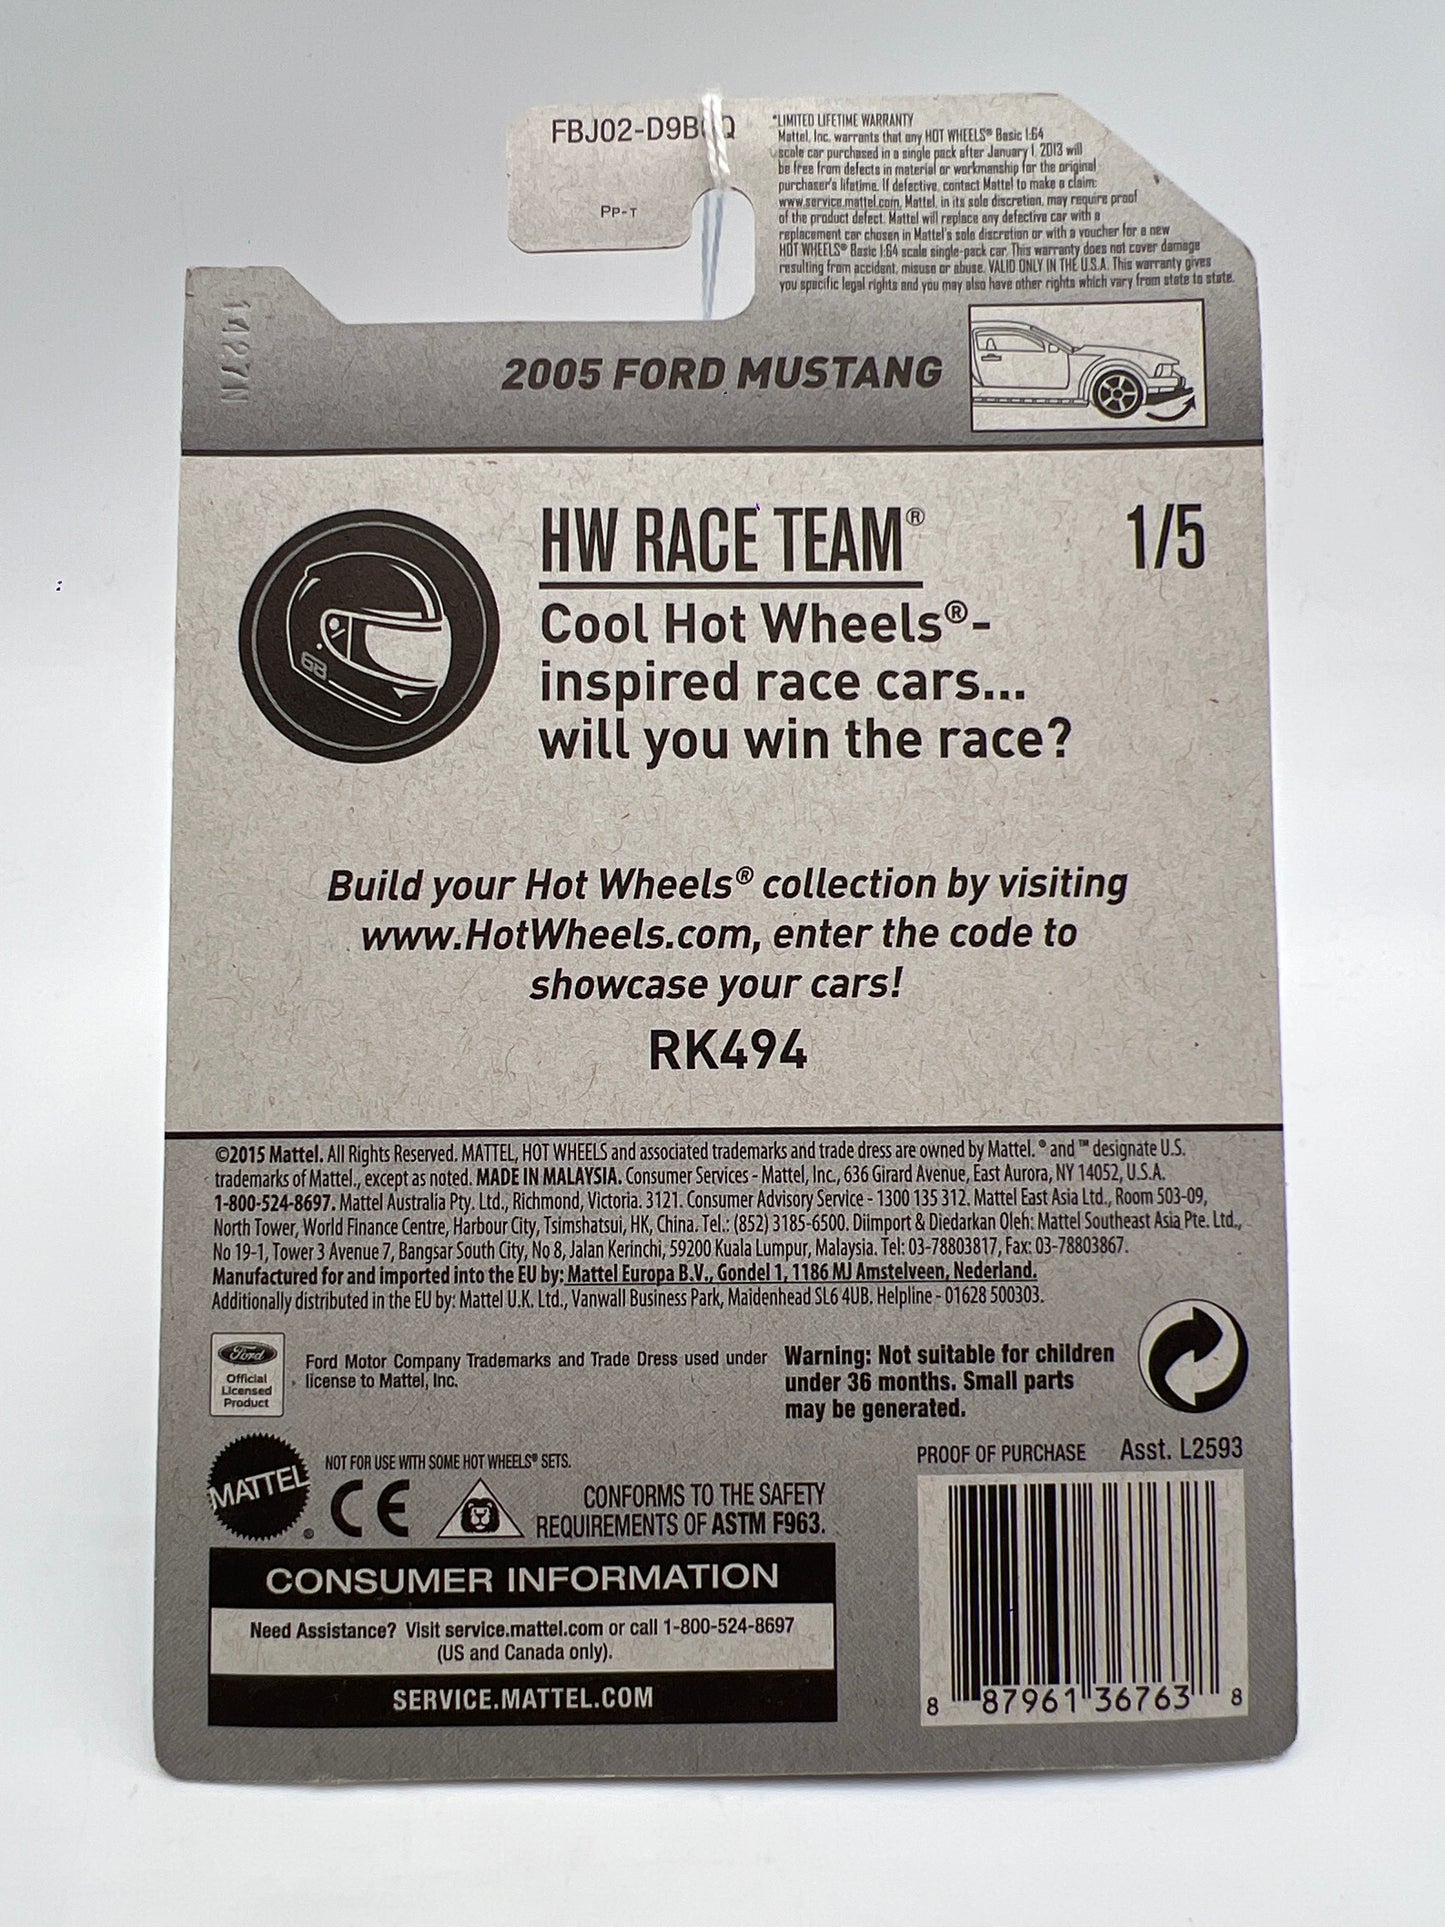 FBJ02-D9B
Q
PP-T
*LIMITED LIFETIME WARRANTY
Mattel, Inc. warrants that any HOT WHEELS® Basic 1:64
scale car purchased in a single pack after January 1, 2013 will
be free from defects in material or workmanship for the original
purchaser's lifetime. If defective, contact Mattel to make a claim:
www.service.mattel.com. Mattel, in its sole discretion, may require proof
of the product defect. Mattel will replace any defective car with a
replacement car chosen in Mattel's sole discretion or with a voucher for a new
HOT WHEELS® Basic 1:64 scale single-pack car. This warranty does not cover damage
resulting from accident, misuse or abuse. VALID ONLY IN THE U.S.A. This warranty gives
you specific legal rights and you may also have other rights which vary from state to state.
1427N
2005 FORD MUSTANG
HW RACE TEAM®
1/5
68
Cool Hot Wheels®-
inspired race cars...
will you win the race?
Build your Hot Wheels® collection by visiting
www.HotWheels.com, enter the code to
showcase your cars!
RK494
©2015 Mattel. All Rights Reserved. MATTEL, HOT WHEELS and associated trademarks and trade dress are owned by Mattel. ® and ™ designate U.S.
trademarks of Mattel., except as noted. MADE IN MALAYSIA. Consumer Services - Mattel, Inc., 636 Girard Avenue, East Aurora, NY 14052, U.S.A.
1-800-524-8697. Mattel Australia Pty. Ltd., Richmond, Victoria. 3121. Consumer Advisory Service - 1300 135 312. Mattel East Asia Ltd., Room 503-09,
North Tower, World Finance Centre, Harbour City, Tsimshatsui, HK, China. Tel.: (852) 3185-6500. Diimport & Diedarkan Oleh: Mattel Southeast Asia Pte. Ltd.,
No 19-1, Tower 3 Avenue 7, Bangsar South City, No 8, Jalan Kerinchi, 59200 Kuala Lumpur, Malaysia. Tel: 03-78803817, Fax: 03-78803867.
Manufactured for and imported into the EU by: Mattel Europa B.V., Gondel 1, 1186 MJ Amstelveen, Nederland.
Additionally distributed in the EU by: Mattel U.K. Ltd., Vanwall Business Park, Maidenhead SL6 4UB. Helpline - 01628 500303.
Ford
Official
Licensed
Product
Ford Motor Company Trademarks and Trade Dress used under
license to Mattel, Inc.
Warning: Not suitable for children
under 36 months. Small parts
may be generated.
MATTEL®
NOT FOR USE WITH SOME HOT WHEELS® SETS.
CE
CONFORMS TO THE SAFETY
REQUIREMENTS OF ASTM F963.
PROOF OF PURCHASE Asst. L2593
CONSUMER INFORMATION
Need Assistance? Visit service.mattel.com or call 1-800-524-8697
(US and Canada only).
SERVICE.MATTEL.COM
8 87961 36763 8